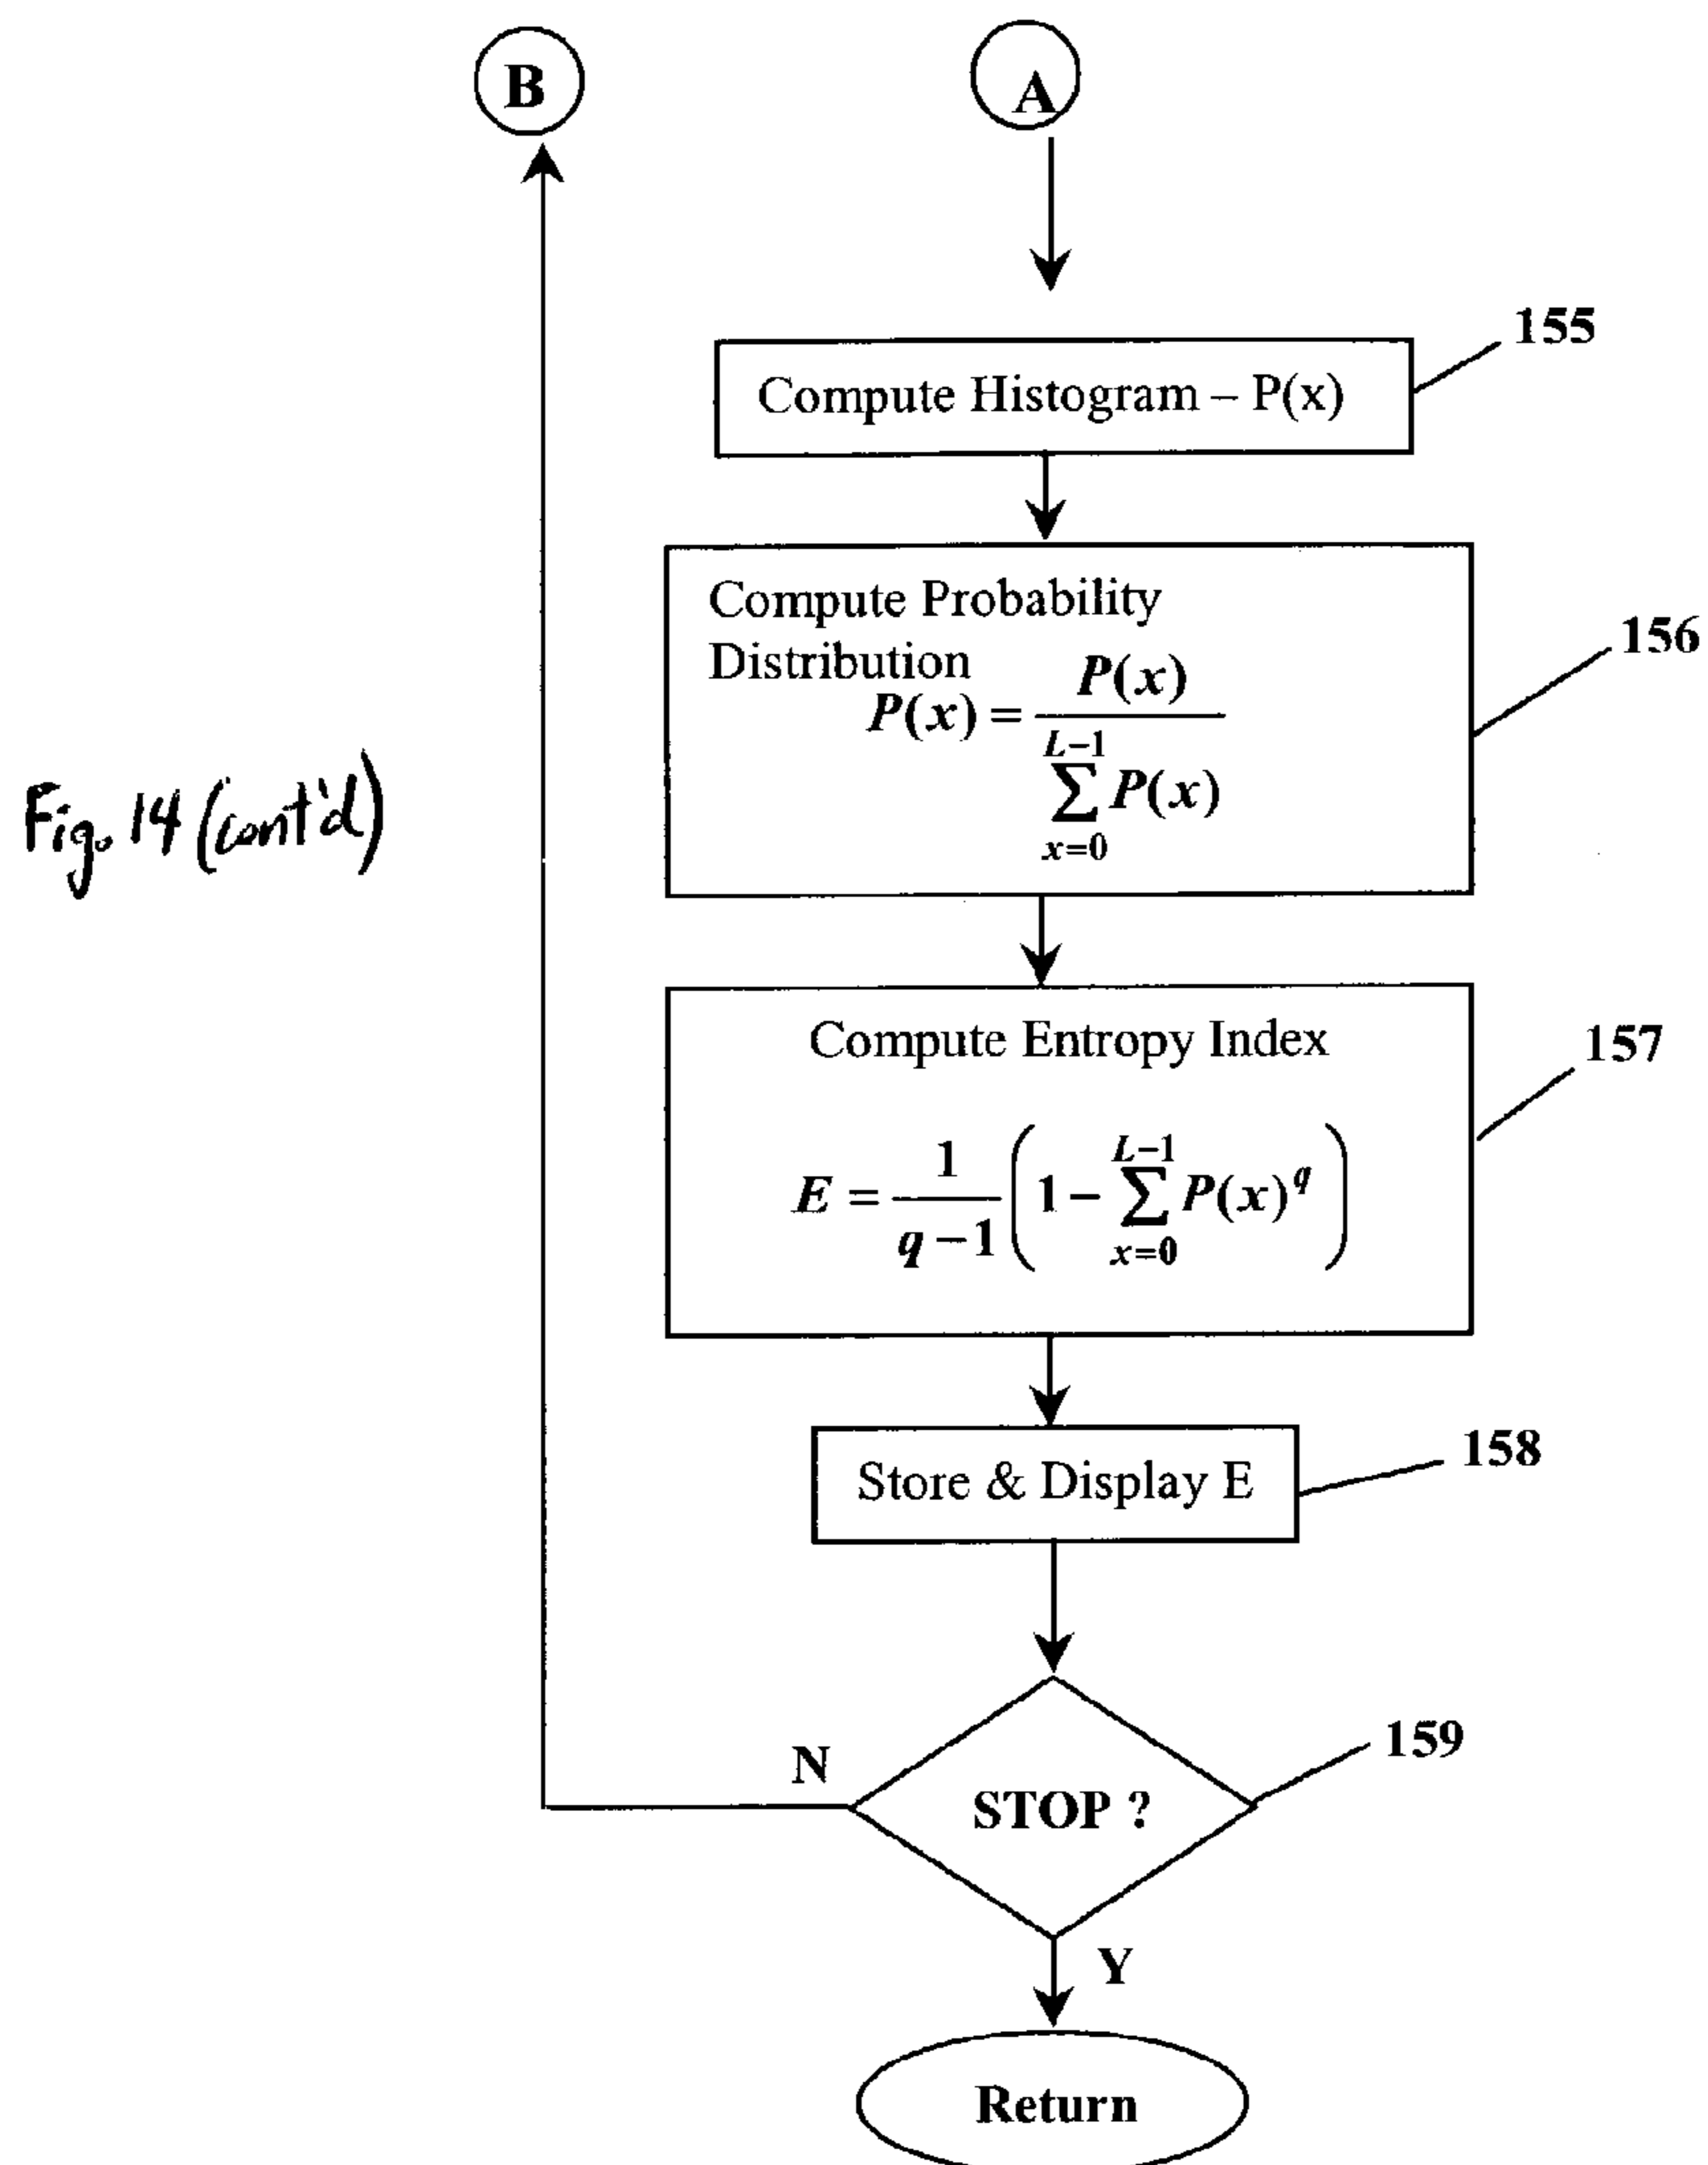 B
A
155
Compute Histogram – P(x)
156
Compute Probability
Distribution
P(x) = P(x) / L−1 ∑ x=0 P(x)
Fig. 14 (cont'd)
157
Compute Entropy Index
E = 1 / q − 1 ( 1 − L−1 ∑ x=0 P(x)^q )
158
Store & Display E
159
N
STOP ?
Y
Return